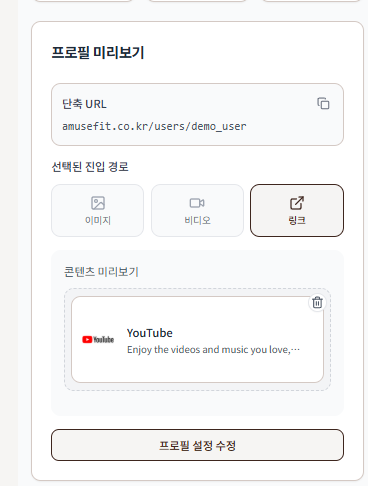 프로필 미리보기
단축 URL
amusefit.co.kr/users/demo_user
선택된 진입 경로
이미지
비디오
링크
콘텐츠 미리보기
YouTube
YouTube
Enjoy the videos and music you love,…
프로필 설정 수정